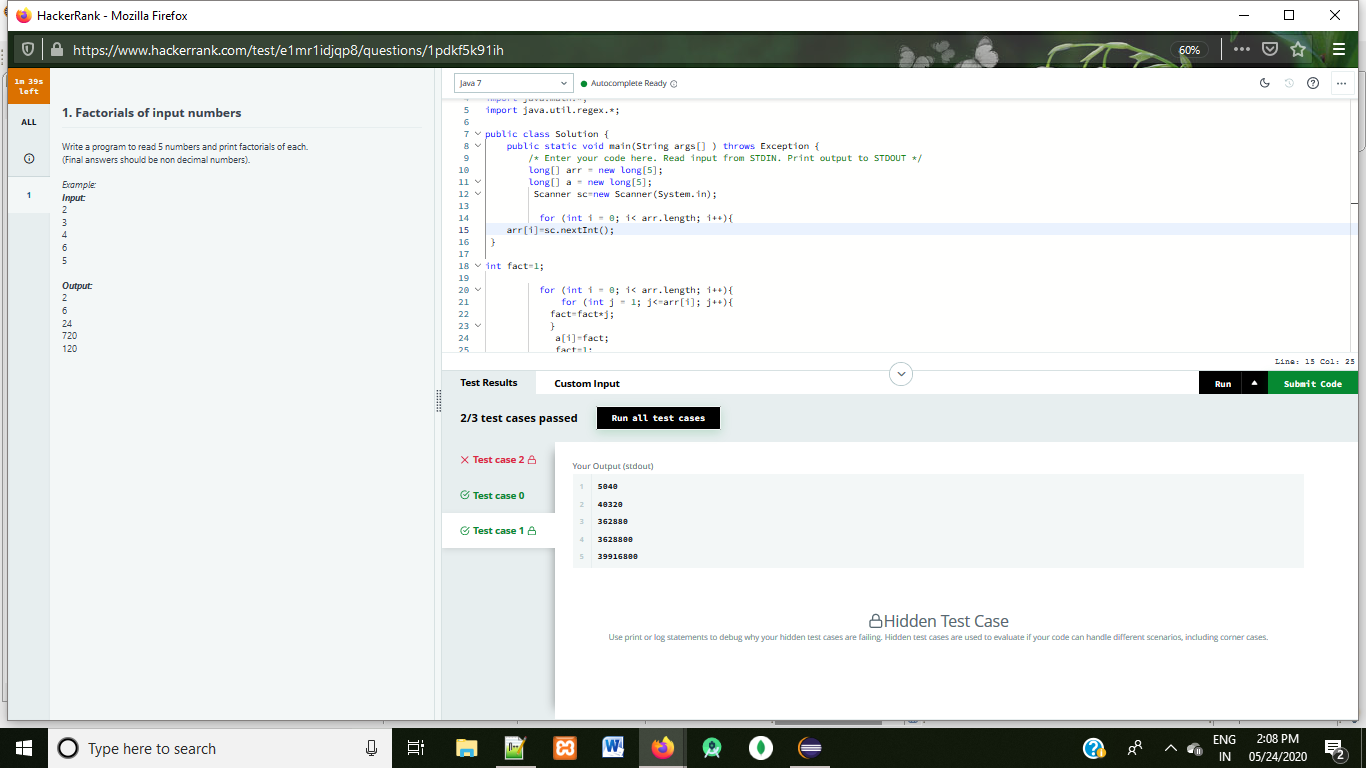 HackerRank - Mozilla Firefox
https://www.hackerrank.com/test/e1mr1idjqp8/questions/1pdkf5k91ih
60%
1m 39s
left
ALL
1
1. Factorials of input numbers
Write a program to read 5 numbers and print factorials of each.
(Final answers should be non decimal numbers).
Example:
Input:
2
3
4
6
5
Output:
2
6
24
720
120
Java 7
Autocomplete Ready
4 import java.math.*;
5 import java.util.regex.*;
6
7 public class Solution {
8 public static void main(String args[] ) throws Exception {
9 /* Enter your code here. Read input from STDIN. Print output to STDOUT */
10 long[] arr = new long[5];
11 long[] a = new long[5];
12 Scanner sc=new Scanner(System.in);
13
14 for (int i = 0; i< arr.length; i++){
15 arr[i]=sc.nextInt();
16 }
17
18 int fact=1;
19
20 for (int i = 0; i< arr.length; i++){
21 for (int j = 1; j<=arr[i]; j++){
22 fact=fact*j;
23 }
24 a[i]=fact;
25 fact=1;
Line: 15 Col: 25
Test Results
Custom Input
Run
Submit Code
2/3 test cases passed
Run all test cases
Test case 2
Test case 0
Test case 1
Your Output (stdout)
1 5040
2 40320
3 362880
4 3628800
5 39916800
Hidden Test Case
Use print or log statements to debug why your hidden test cases are failing. Hidden test cases are used to evaluate if your code can handle different scenarios, including corner cases.
Type here to search
ENG
IN
2:08 PM
05/24/2020
2